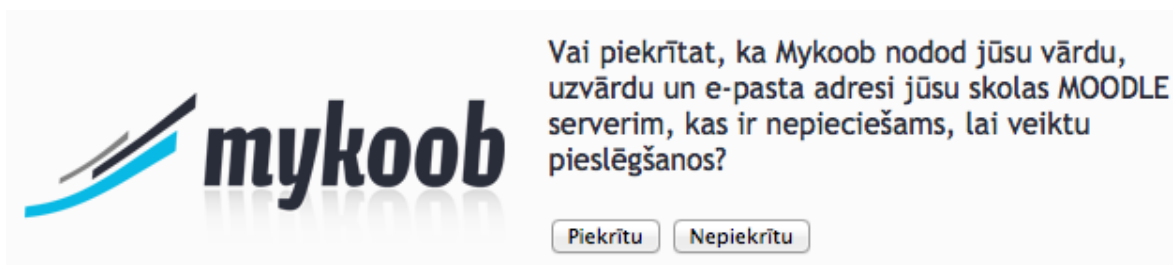 mykoob
Vai piekrītat, ka Mykoob nodod jūsu vārdu,
uzvārdu un e-pasta adresi jūsu skolas MOODLE
serverim, kas ir nepieciešams, lai veiktu
pieslēgšanos?
Piekrītu Nepiekrītu